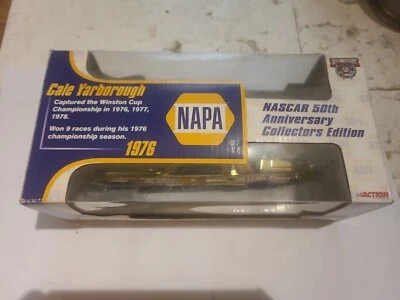 Cale Yarborough
Captured the Winston Cup
Championship in 1976, 1977,
1978.
Won 9 races during his 1976
championship season.
1976
NAPA
NASCAR 50th
Anniversary
Collectors Edition
ACTION